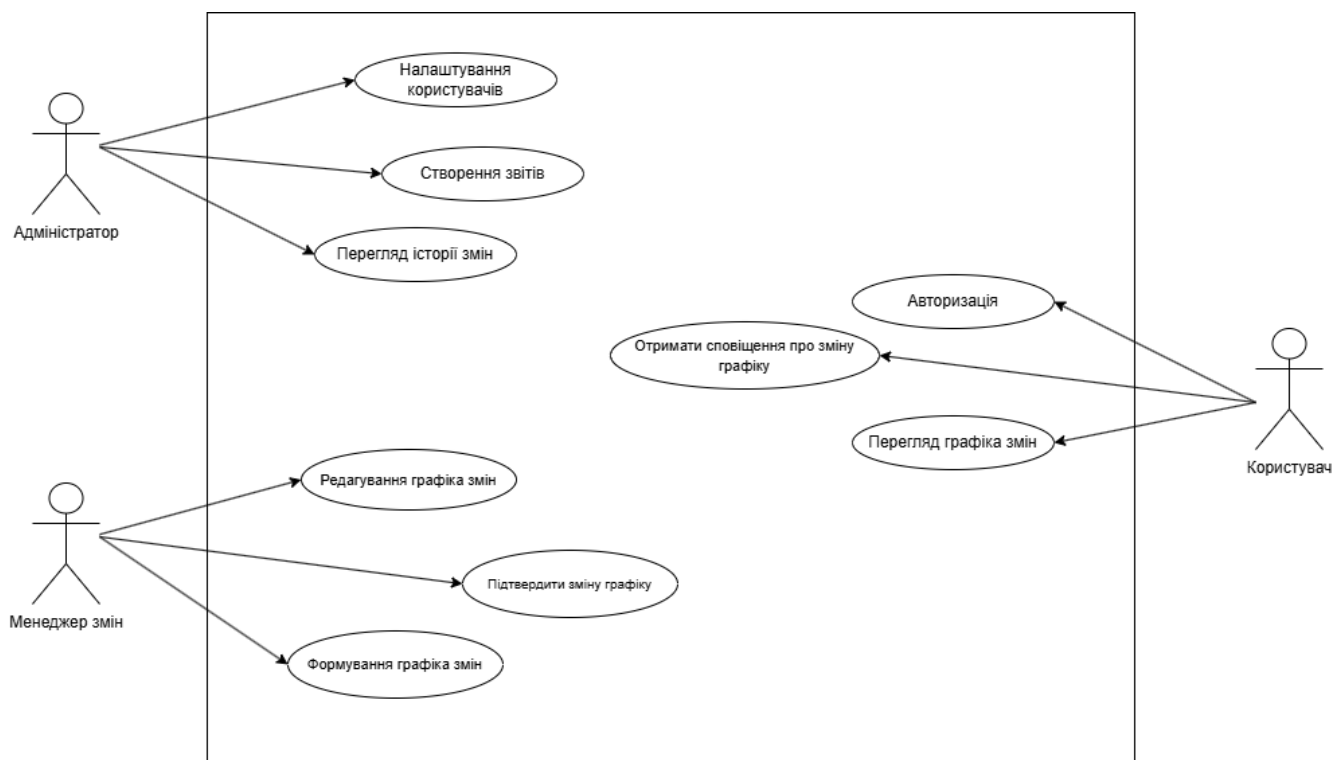 Налаштування
користувачів
Створення звітів
Адміністратор
Перегляд історії змін
Авторизація
Отримати сповіщення про зміну
графіку
Перегляд графіка змін
Користувач
Редагування графіка змін
Підтвердити зміну графіку
Менеджер змін
Формування графіка змін